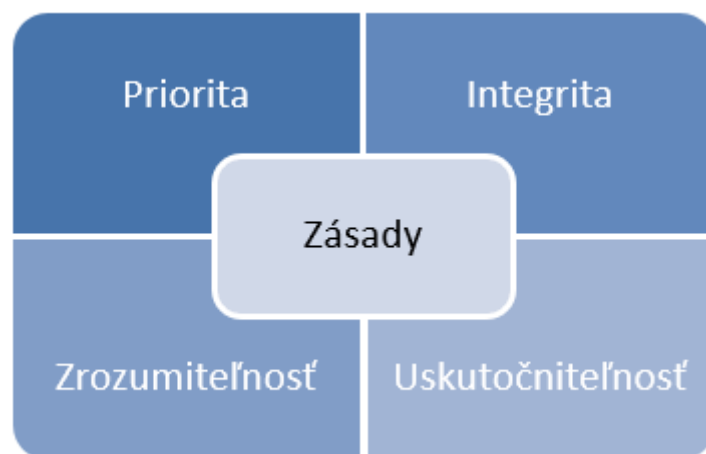 Priorita
Integrita
Zásady
Zrozumiteľnosť
Uskutočniteľnosť